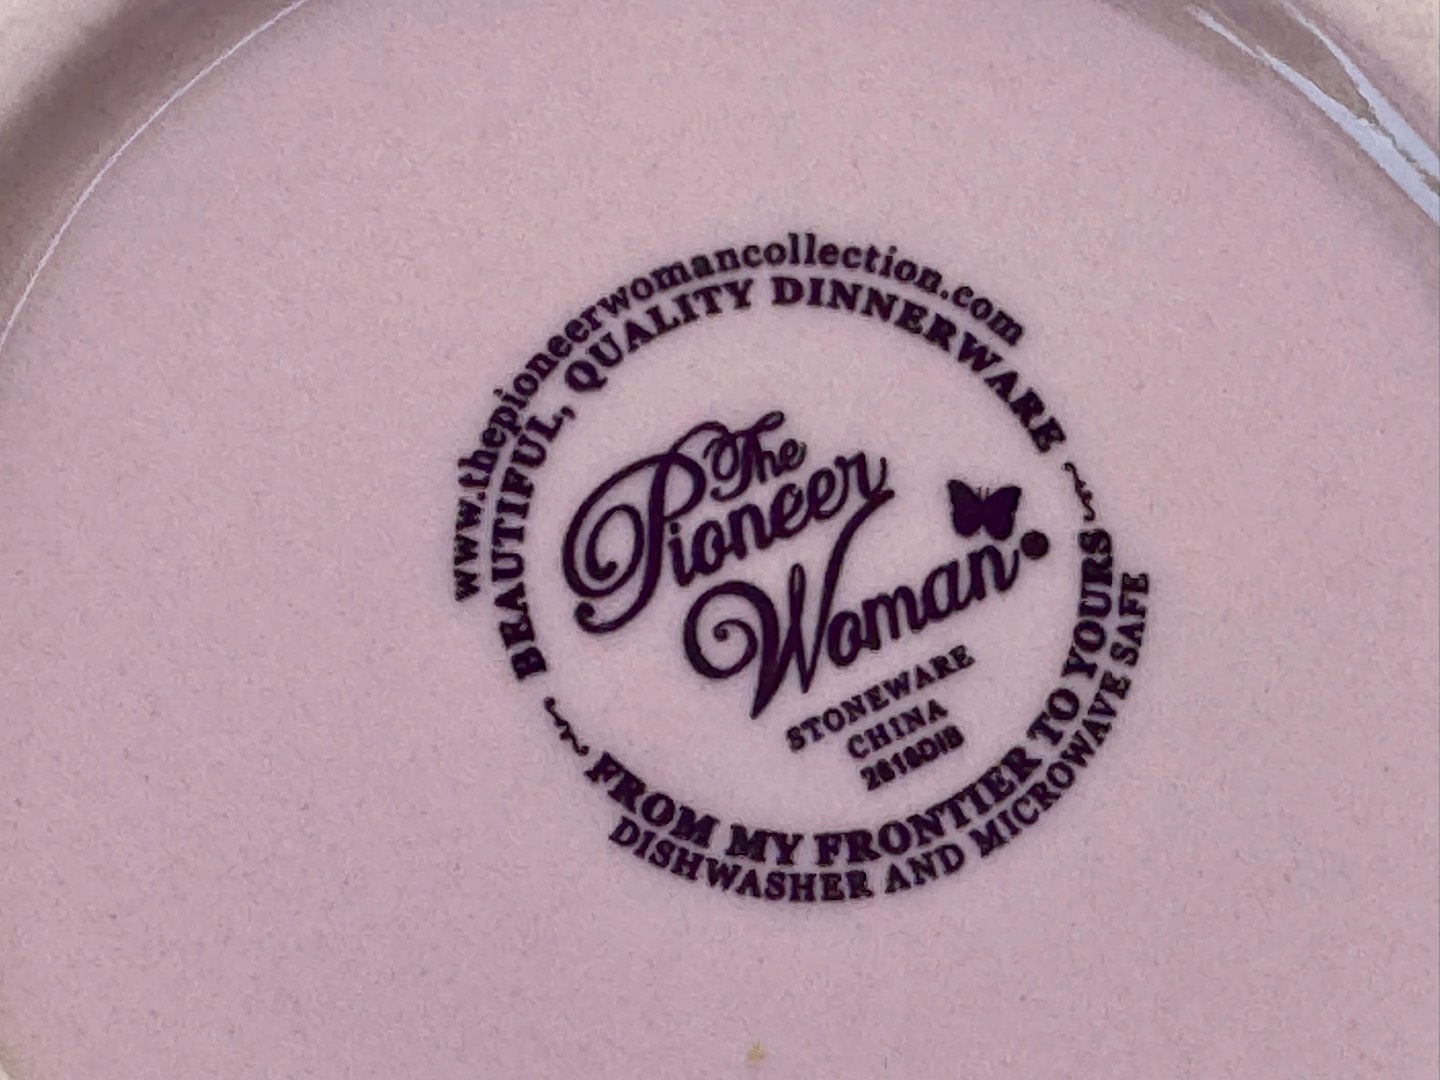 www.thepioneerwomancollection.com
BEAUTIFUL, QUALITY DINNERWARE
The
Pioneer
Woman
STONEWARE
CHINA
FROM MY FRONTIER TO YOURS
DISHWASHER AND MICROWAVE SAFE